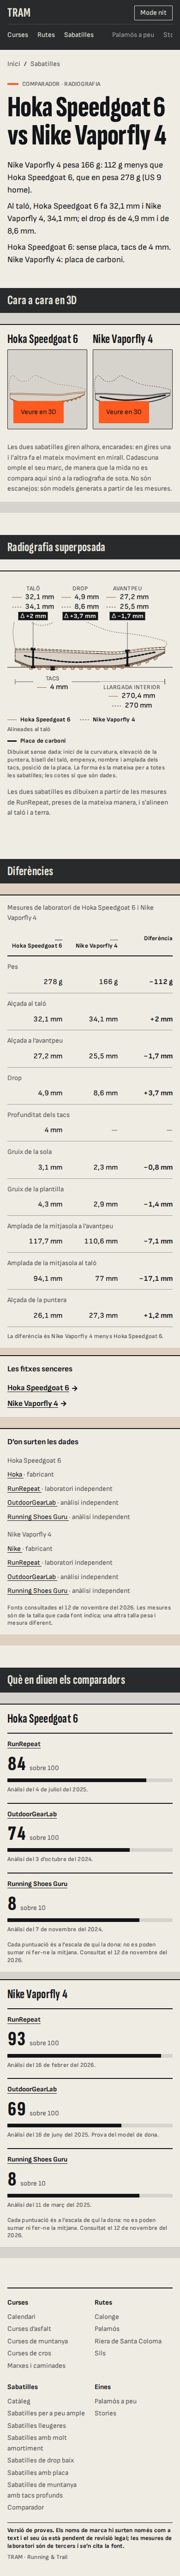 TRAM
Mode nit
Curses Rutes Sabatilles Palamós a peu
Inici / Sabatilles
COMPARADOR · RADIOGRAFIA
Hoka Speedgoat 6
vs Nike Vaporfly 4
Nike Vaporfly 4 pesa 166 g: 112 g menys que
Hoka Speedgoat 6, que en pesa 278 g (US 9
home).
Al taló, Hoka Speedgoat 6 fa 32,1 mm i Nike
Vaporfly 4, 34,1 mm; el drop és de 4,9 mm i de
8,6 mm.
Hoka Speedgoat 6: sense placa, tacs de 4 mm.
Nike Vaporfly 4: placa de carboni.
Cara a cara en 3D
Hoka Speedgoat 6
Nike Vaporfly 4
Veure en 3D
Veure en 3D
Les dues sabatilles giren alhora, encarades: en gires una
i l'altra fa el mateix moviment en mirall. Cadascuna
omple el seu marc, de manera que la mida no es
compara aquí sinó a la radiografia de sota. No són
escanejos: són models generats a partir de les mesures.
Radiografia superposada
TALÓ DROP AVANTPEU
32,1 mm 4,9 mm 27,2 mm
34,1 mm 8,6 mm 25,5 mm
Δ +2 mm Δ +3,7 mm Δ −1,7 mm
TACS
4 mm
LLARGADA INTERIOR
270,4 mm
270 mm
Hoka Speedgoat 6 Nike Vaporfly 4
Alineades al taló
Placa de carboni
Dibuixat sense dada: inici de la curvatura, elevació de la
puntera, bisell del taló, empenya, nombre i amplada dels
tacs, posició de la placa. La forma és la mateixa per a totes
les sabatilles; les cotes sí que són dades.
Les dues sabatilles es dibuixen a partir de les mesures
de RunRepeat, preses de la mateixa manera, i s'alineen
al taló i a terra.
Diferències
Mesures de laboratori de Hoka Speedgoat 6 i Nike
Vaporfly 4
Hoka Speedgoat 6 Nike Vaporfly 4 Diferència
Pes
278 g 166 g −112 g
Alçada al taló
32,1 mm 34,1 mm +2 mm
Alçada a l'avantpeu
27,2 mm 25,5 mm −1,7 mm
Drop
4,9 mm 8,6 mm +3,7 mm
Profunditat dels tacs
4 mm — —
Gruix de la sola
3,1 mm 2,3 mm −0,8 mm
Gruix de la plantilla
4,3 mm 2,9 mm −1,4 mm
Amplada de la mitjasola a l'avantpeu
117,7 mm 110,6 mm −7,1 mm
Amplada de la mitjasola al taló
94,1 mm 77 mm −17,1 mm
Alçada de la puntera
26,1 mm 27,3 mm +1,2 mm
La diferència és Nike Vaporfly 4 menys Hoka Speedgoat 6.
Les fitxes senceres
Hoka Speedgoat 6 →
Nike Vaporfly 4 →
D'on surten les dades
Hoka Speedgoat 6
Hoka · fabricant
RunRepeat · laboratori independent
OutdoorGearLab · anàlisi independent
Running Shoes Guru · anàlisi independent
Nike Vaporfly 4
Nike · fabricant
RunRepeat · laboratori independent
OutdoorGearLab · anàlisi independent
Running Shoes Guru · anàlisi independent
Fonts consultades el 12 de novembre del 2026. Les mesures
són de la talla que cada font indica; una altra talla pesa i
mesura diferent.
Què en diuen els comparadors
Hoka Speedgoat 6
RunRepeat
84 sobre 100
Anàlisi del 4 de juliol del 2025.
OutdoorGearLab
74 sobre 100
Anàlisi del 3 d'octubre del 2024.
Running Shoes Guru
8 sobre 10
Anàlisi del 7 de novembre del 2024.
Cada puntuació és a l'escala de qui la dona: no es poden
sumar ni fer-ne la mitjana. Consultat el 12 de novembre del
2026.
Nike Vaporfly 4
RunRepeat
93 sobre 100
Anàlisi del 16 de febrer del 2026.
OutdoorGearLab
69 sobre 100
Anàlisi del 16 de juny del 2025. Prova del model de dona.
Running Shoes Guru
8 sobre 10
Anàlisi del 11 de març del 2025.
Cada puntuació és a l'escala de qui la dona: no es poden
sumar ni fer-ne la mitjana. Consultat el 12 de novembre del
2026.
Curses
Calendari
Curses d'asfalt
Curses de muntanya
Curses de cros
Marxes i caminades
Rutes
Calonge
Palamós
Riera de Santa Coloma
Sils
Sabatilles
Catàleg
Sabatilles per a peu ample
Sabatilles lleugeres
Sabatilles amb molt
amortiment
Sabatilles de drop baix
Sabatilles amb placa
Sabatilles de muntanya
amb tacs profunds
Comparador
Eines
Palamós a peu
Stories
Versió de proves. Els noms de marca hi surten només com a
text i el seu ús està pendent de revisió legal; les mesures de
laboratori són de tercers i se'n cita la font.
TRAM · Running & Trail